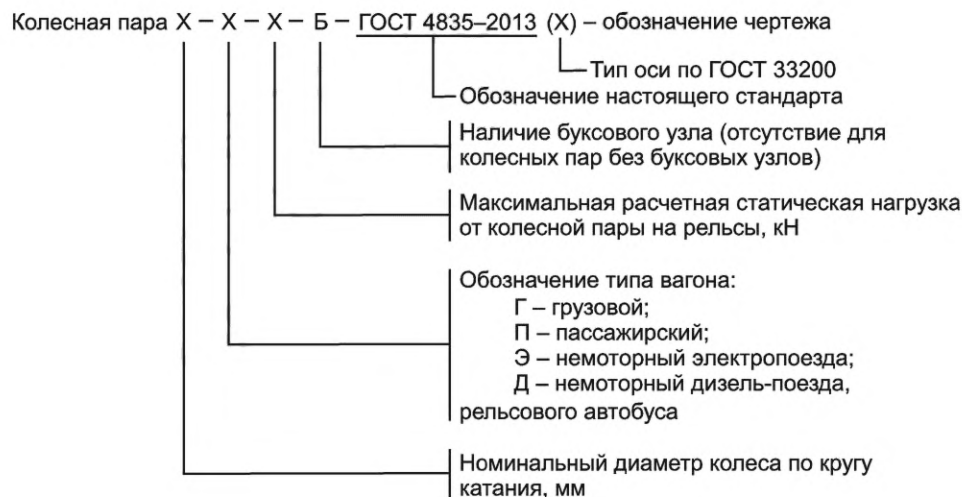 Колесная пара Х – Х – Х – Б – ГОСТ 4835–2013 (Х) – обозначение чертежа
Тип оси по ГОСТ 33200
Обозначение настоящего стандарта
Наличие буксового узла (отсутствие для
колесных пар без буксовых узлов)
Максимальная расчетная статическая нагрузка
от колесной пары на рельсы, кН
Обозначение типа вагона:
Г – грузовой;
П – пассажирский;
Э – немоторный электропоезда;
Д – немоторный дизель-поезда,
рельсового автобуса
Номинальный диаметр колеса по кругу
катания, мм